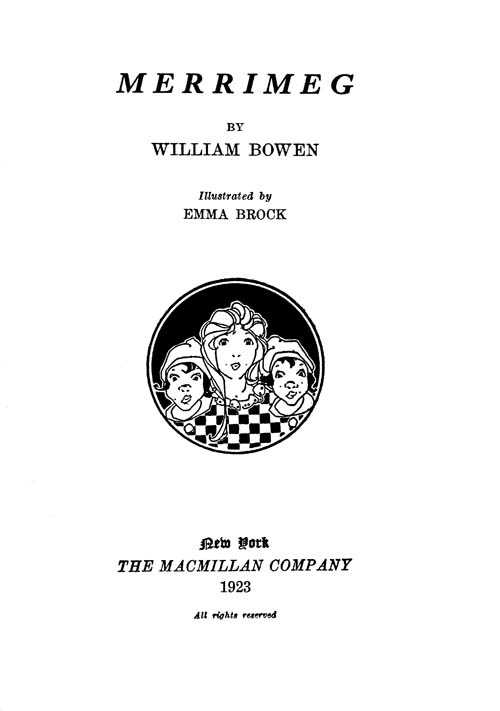 MERRIMEG
BY
WILLIAM BOWEN
Illustrated by
EMMA BROCK
New York
THE MACMILLAN COMPANY
1923
All rights reserved